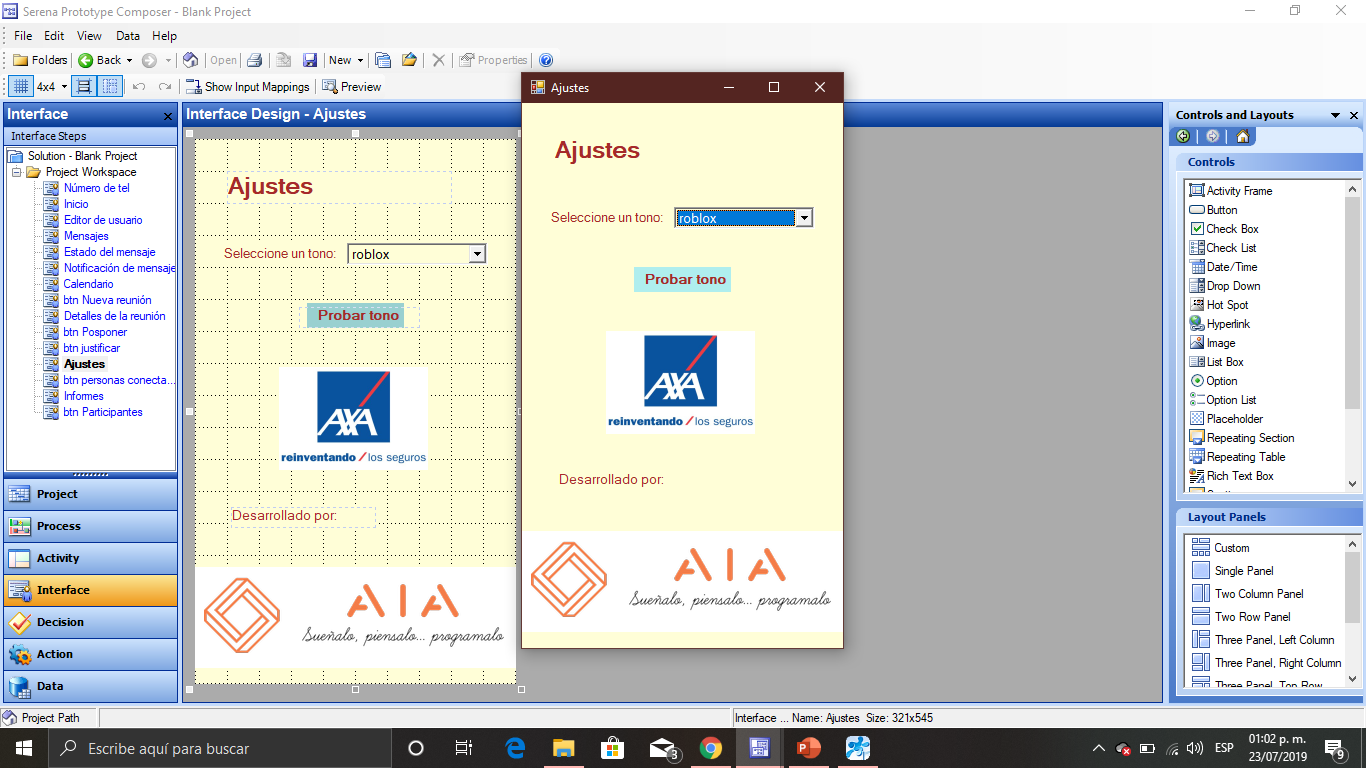 Serena Prototype Composer - Blank Project
File Edit View Data Help
Folders Back Open New Properties
4x4 Show Input Mappings Preview
Interface
Interface Steps
Solution - Blank Project
Project Workspace
Número de tel
Inicio
Editor de usuario
Mensajes
Estado del mensaje
Notificación de mensaje
Calendario
btn Nueva reunión
Detalles de la reunión
btn Posponer
btn justificar
Ajustes
btn personas conecta...
Informes
btn Participantes
Project
Process
Activity
Interface
Decision
Action
Data
Interface Design - Ajustes
Ajustes
Seleccione un tono: roblox
Probar tono
AXA
reinventando / los seguros
Desarrollado por:
AIA
Sueñalo, piensalo... programalo
Ajustes
Ajustes
Seleccione un tono: roblox
Probar tono
AXA
reinventando / los seguros
Desarrollado por:
AIA
Sueñalo, piensalo... programalo
Controls and Layouts
Controls
Activity Frame
Button
Check Box
Check List
Date/Time
Drop Down
Hot Spot
Hyperlink
Image
List Box
Option
Option List
Placeholder
Repeating Section
Repeating Table
Rich Text Box
Layout Panels
Custom
Single Panel
Two Column Panel
Two Row Panel
Three Panel, Left Column
Three Panel, Right Column
Three Panel, Top Row
Project Path
Interface ... Name: Ajustes Size: 321x545
Escribe aquí para buscar
3
ESP
01:02 p. m.
23/07/2019
9